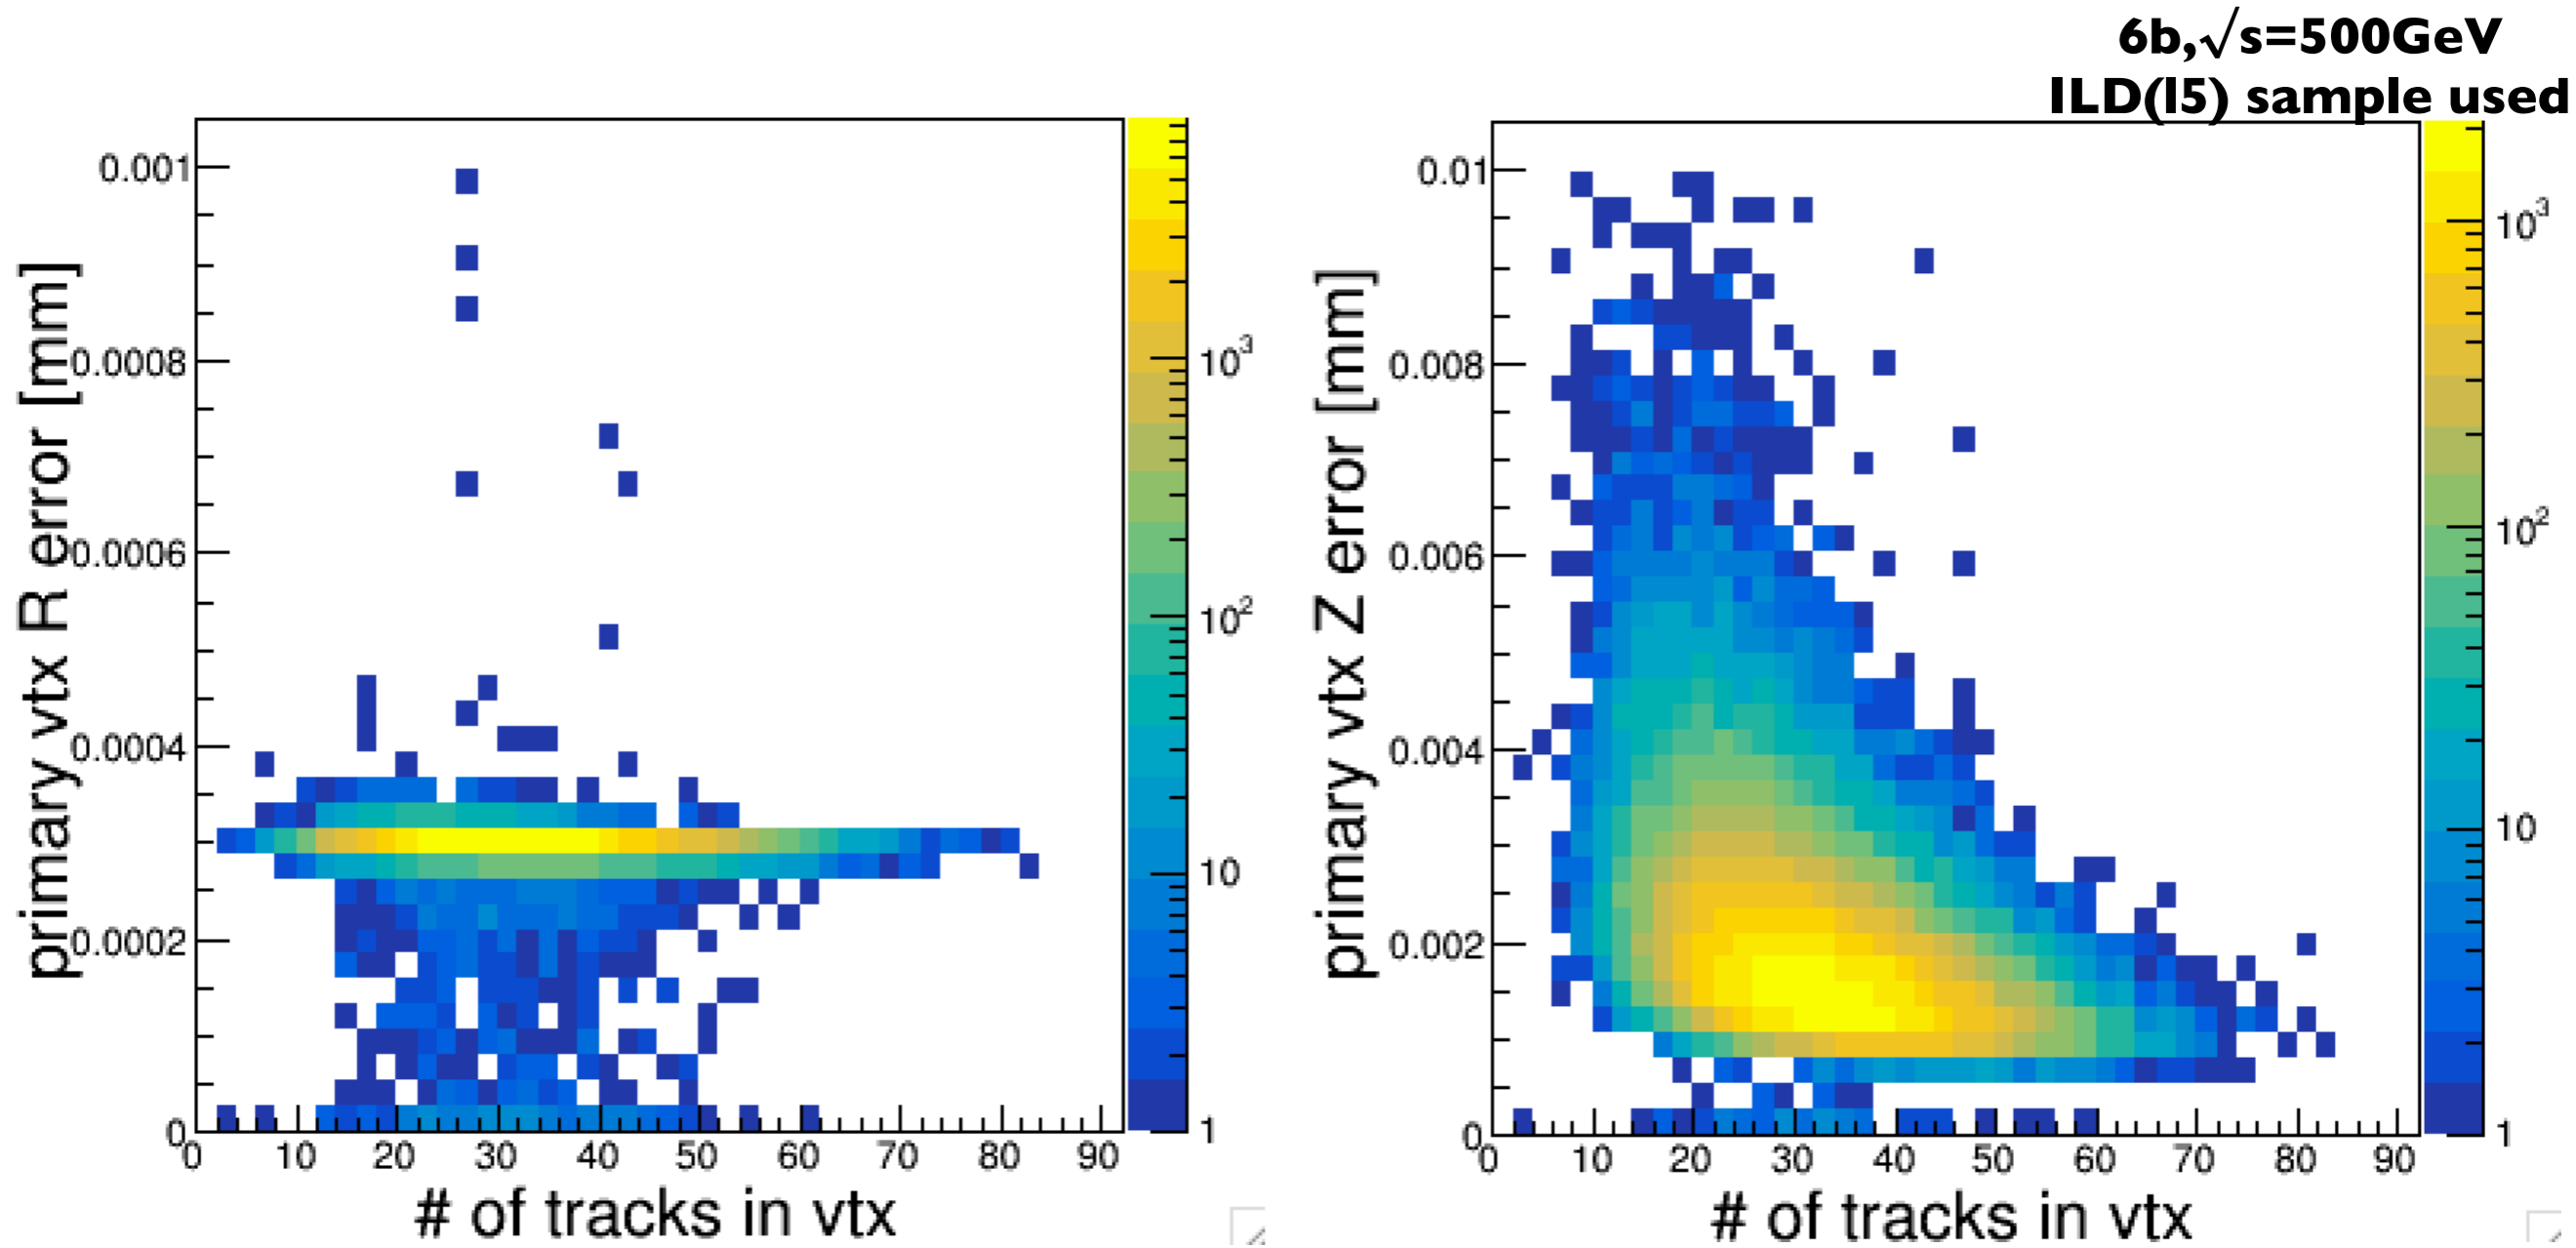 6b,√s=500GeV
ILD(l5) sample used
primary vtx R error [mm]
0.001
0.0008
0.0006
0.0004
0.0002
0
0 10 20 30 40 50 60 70 80 90
# of tracks in vtx
10³
10²
10
1
primary vtx Z error [mm]
0.01
0.008
0.006
0.004
0.002
0
0 10 20 30 40 50 60 70 80 90
# of tracks in vtx
10³
10²
10
1